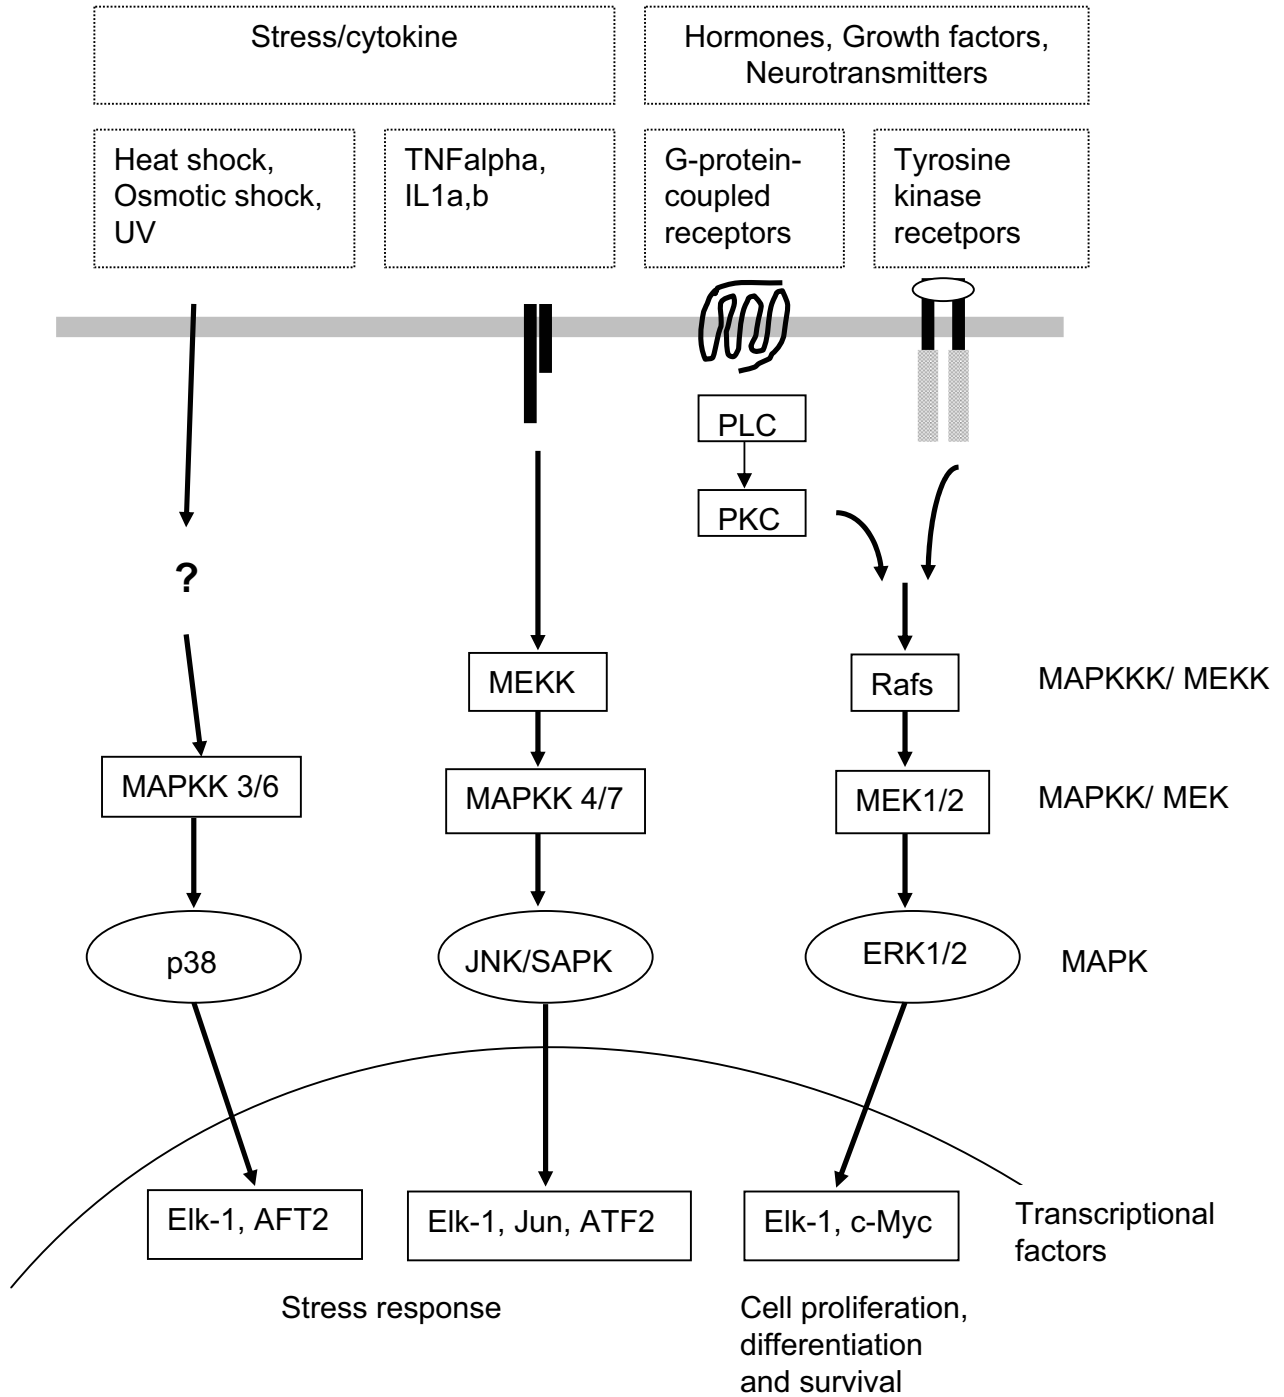 Stress/cytokine
Hormones, Growth factors,
Neurotransmitters
Heat shock,
Osmotic shock,
UV
TNFalpha,
IL1a,b
G-protein-
coupled
receptors
Tyrosine
kinase
recetpors
PLC
PKC
?
MEKK
Rafs
MAPKKK/ MEKK
MAPKK 3/6
MAPKK 4/7
MEK1/2
MAPKK/ MEK
p38
JNK/SAPK
ERK1/2
MAPK
Elk-1, AFT2
Elk-1, Jun, ATF2
Elk-1, c-Myc
Transcriptional
factors
Stress response
Cell proliferation,
differentiation
and survival